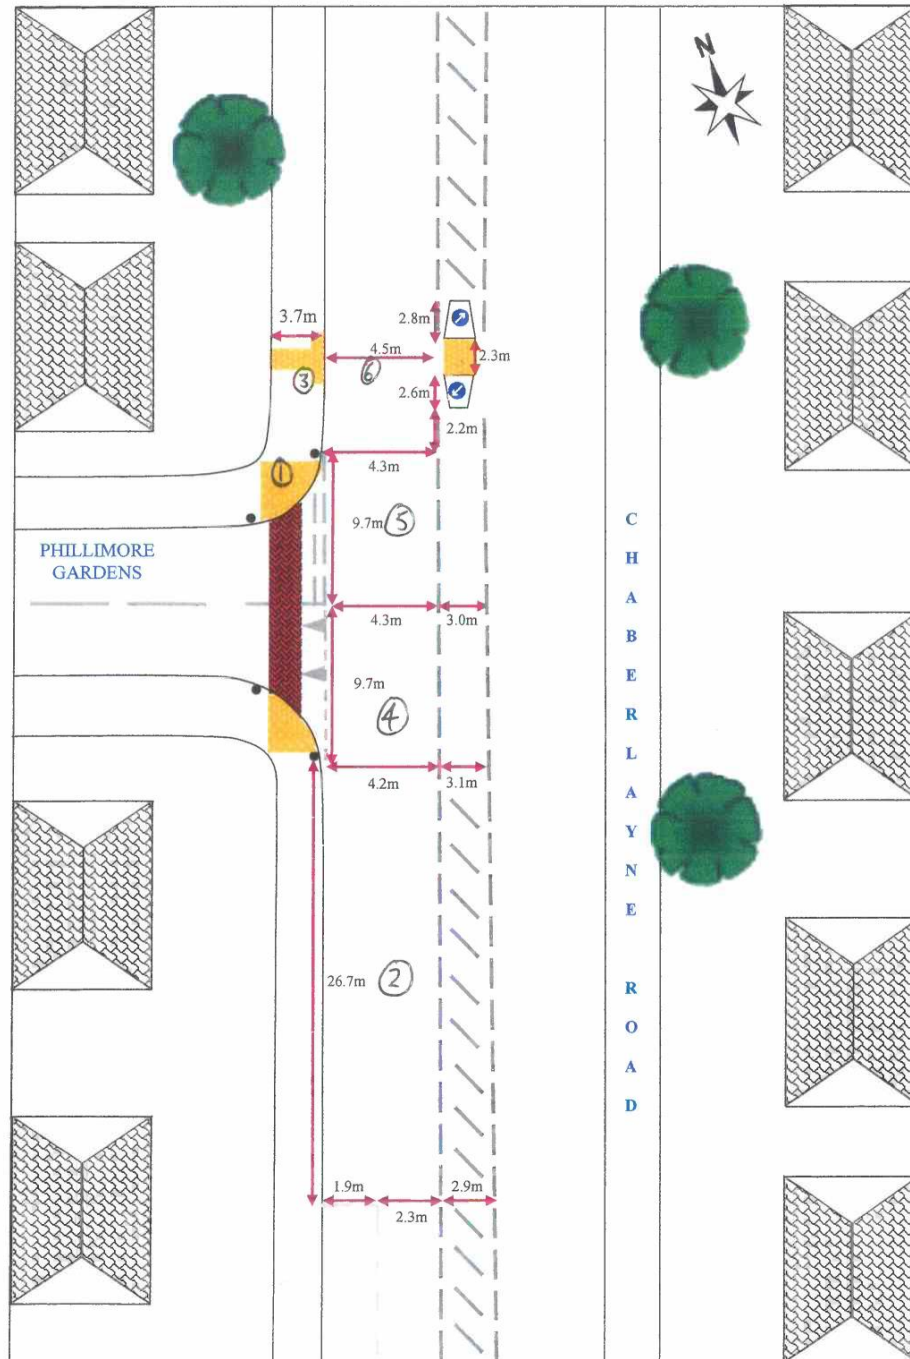 N
2.8m
3.7m
4.5m
2.3m
6
3
2.6m
2.2m
4.3m
1
9.7m
5
C
H
A
B
E
R
L
A
Y
N
E
R
O
A
D
PHILLIMORE
GARDENS
4.3m
3.0m
9.7m
4
4.2m
3.1m
26.7m
2
1.9m
2.9m
2.3m